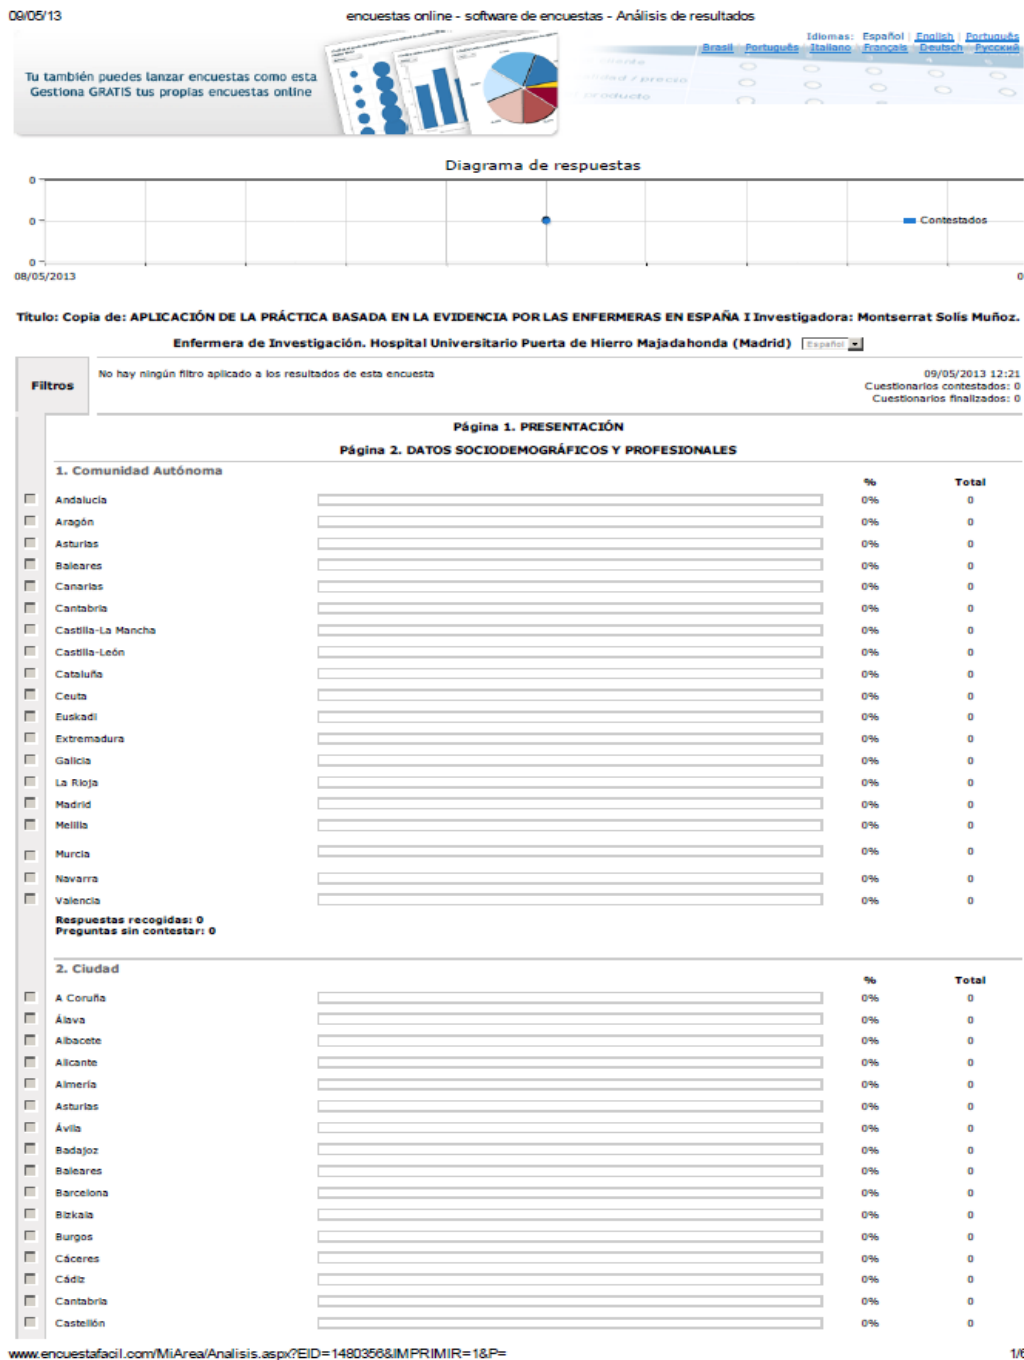 09/05/13 encuestas online - software de encuestas - Análisis de resultados
Idiomas: Español | English | Português
Brasil Português Italiano Français Deutsch Русский
Tu también puedes lanzar encuestas como esta
Gestiona GRATIS tus propias encuestas online
Diagrama de respuestas
0
0
Contestados
0
08/05/2013 0
Título: Copia de: APLICACIÓN DE LA PRÁCTICA BASADA EN LA EVIDENCIA POR LAS ENFERMERAS EN ESPAÑA I Investigadora: Montserrat Solís Muñoz.
Enfermera de Investigación. Hospital Universitario Puerta de Hierro Majadahonda (Madrid) Español
Filtros
No hay ningún filtro aplicado a los resultados de esta encuesta
09/05/2013 12:21
Cuestionarios contestados: 0
Cuestionarios finalizados: 0
Página 1. PRESENTACIÓN
Página 2. DATOS SOCIODEMOGRÁFICOS Y PROFESIONALES
1. Comunidad Autónoma
% Total
Andalucía 0% 0
Aragón 0% 0
Asturias 0% 0
Baleares 0% 0
Canarias 0% 0
Cantabria 0% 0
Castilla-La Mancha 0% 0
Castilla-León 0% 0
Cataluña 0% 0
Ceuta 0% 0
Euskadi 0% 0
Extremadura 0% 0
Galicia 0% 0
La Rioja 0% 0
Madrid 0% 0
Melilla 0% 0
Murcia 0% 0
Navarra 0% 0
Valencia 0% 0
Respuestas recogidas: 0
Preguntas sin contestar: 0
2. Ciudad
% Total
A Coruña 0% 0
Álava 0% 0
Albacete 0% 0
Alicante 0% 0
Almería 0% 0
Asturias 0% 0
Ávila 0% 0
Badajoz 0% 0
Baleares 0% 0
Barcelona 0% 0
Bizkaia 0% 0
Burgos 0% 0
Cáceres 0% 0
Cádiz 0% 0
Cantabria 0% 0
Castellón 0% 0
www.encuestafacil.com/MiArea/Analisis.aspx?EID=1480356&IMPRIMIR=1&P= 1/6